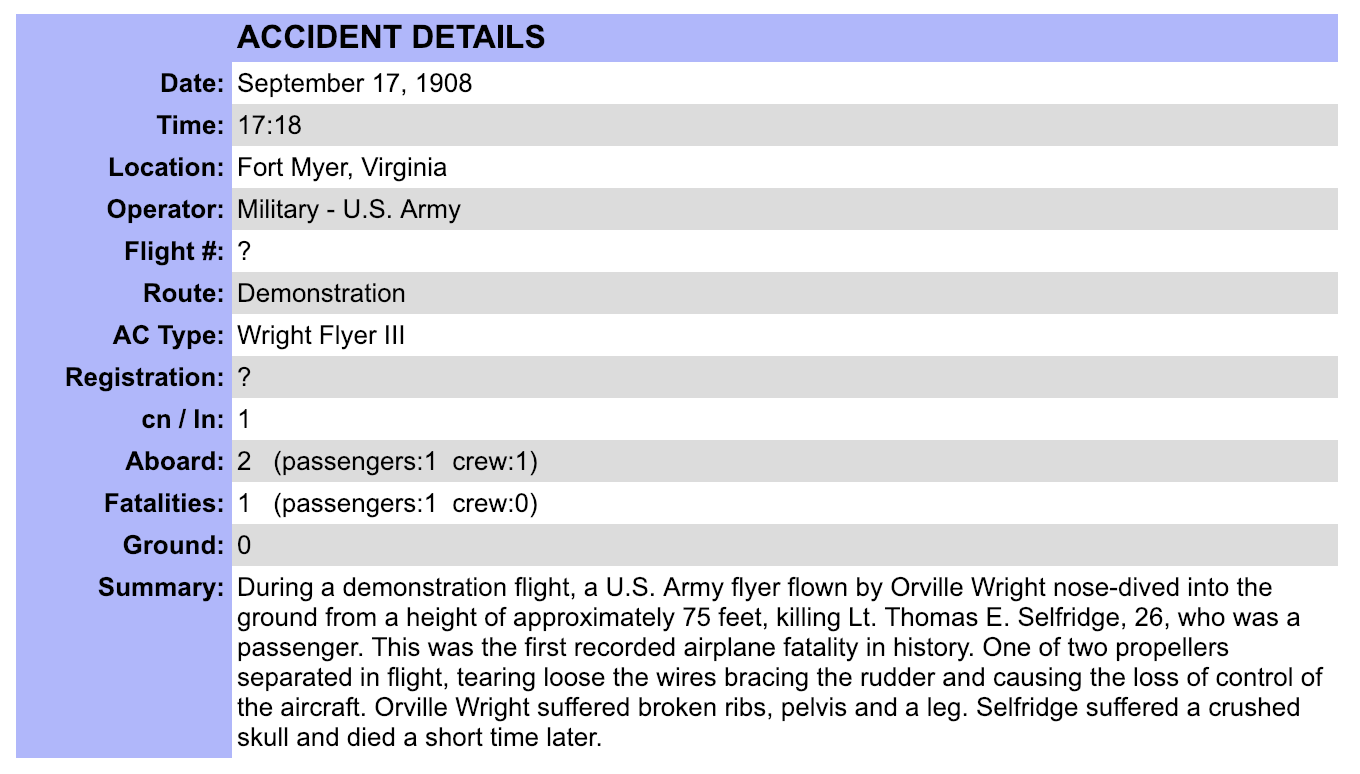 ACCIDENT DETAILS
Date: September 17, 1908
Time: 17:18
Location: Fort Myer, Virginia
Operator: Military - U.S. Army
Flight #: ?
Route: Demonstration
AC Type: Wright Flyer III
Registration: ?
cn / ln: 1
Aboard: 2 (passengers:1 crew:1)
Fatalities: 1 (passengers:1 crew:0)
Ground: 0
Summary: During a demonstration flight, a U.S. Army flyer flown by Orville Wright nose-dived into the
ground from a height of approximately 75 feet, killing Lt. Thomas E. Selfridge, 26, who was a
passenger. This was the first recorded airplane fatality in history. One of two propellers
separated in flight, tearing loose the wires bracing the rudder and causing the loss of control of
the aircraft. Orville Wright suffered broken ribs, pelvis and a leg. Selfridge suffered a crushed
skull and died a short time later.